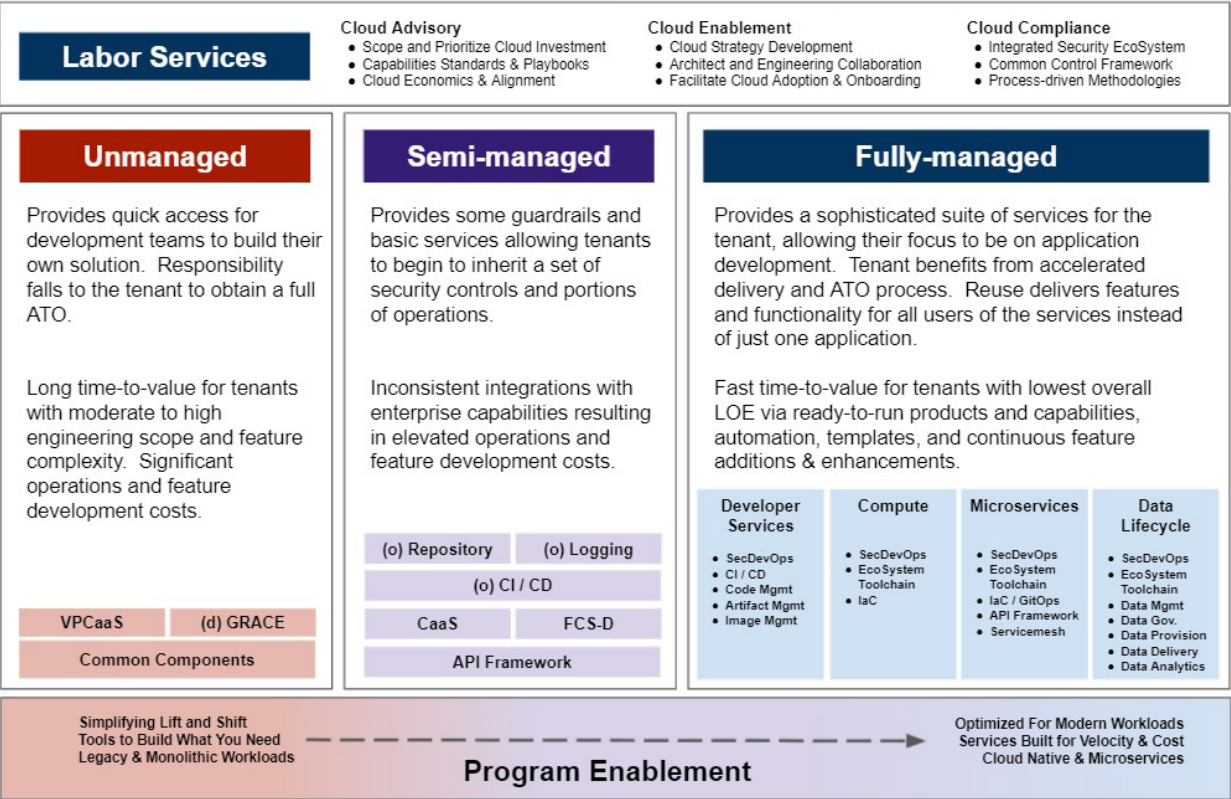 Labor Services
Cloud Advisory
● Scope and Prioritize Cloud Investment
● Capabilities Standards & Playbooks
● Cloud Economics & Alignment
Cloud Enablement
● Cloud Strategy Development
● Architect and Engineering Collaboration
● Facilitate Cloud Adoption & Onboarding
Cloud Compliance
● Integrated Security EcoSystem
● Common Control Framework
● Process-driven Methodologies
Unmanaged
Provides quick access for
development teams to build their
own solution. Responsibility
falls to the tenant to obtain a full
ATO.
Long time-to-value for tenants
with moderate to high
engineering scope and feature
complexity. Significant
operations and feature
development costs.
VPCaaS
(d) GRACE
Common Components
Semi-managed
Provides some guardrails and
basic services allowing tenants
to begin to inherit a set of
security controls and portions
of operations.
Inconsistent integrations with
enterprise capabilities resulting
in elevated operations and
feature development costs.
(o) Repository
(o) Logging
(o) CI / CD
CaaS
FCS-D
API Framework
Fully-managed
Provides a sophisticated suite of services for the
tenant, allowing their focus to be on application
development. Tenant benefits from accelerated
delivery and ATO process. Reuse delivers features
and functionality for all users of the services instead
of just one application.
Fast time-to-value for tenants with lowest overall
LOE via ready-to-run products and capabilities,
automation, templates, and continuous feature
additions & enhancements.
Developer
Services
● SecDevOps
● CI / CD
● Code Mgmt
● Artifact Mgmt
● Image Mgmt
Compute
● SecDevOps
● EcoSystem
Toolchain
● IaC
Microservices
● SecDevOps
● EcoSystem
Toolchain
● IaC / GitOps
● API Framework
● Servicemesh
Data
Lifecycle
● SecDevOps
● EcoSystem
Toolchain
● Data Mgmt
● Data Gov.
● Data Provision
● Data Delivery
● Data Analytics
Simplifying Lift and Shift
Tools to Build What You Need
Legacy & Monolithic Workloads
Program Enablement
Optimized For Modern Workloads
Services Built for Velocity & Cost
Cloud Native & Microservices